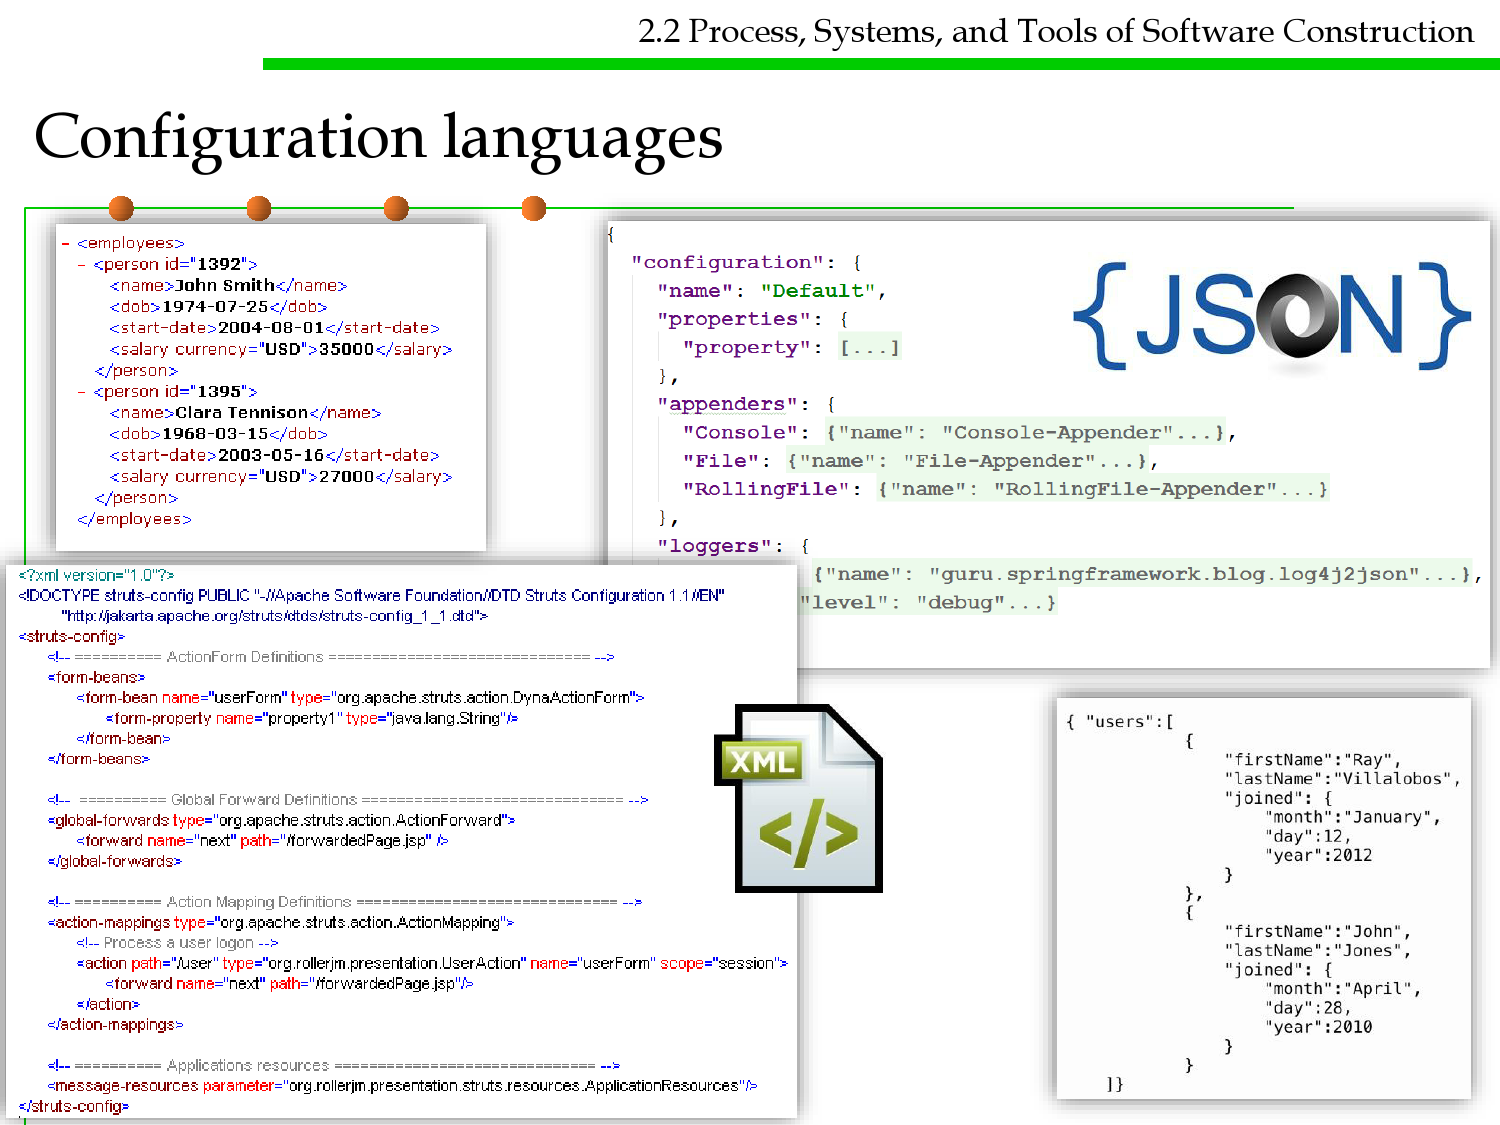 2.2 Process, Systems, and Tools of Software Construction
Configuration languages
− <employees>
− <person id="1392">
<name>John Smith</name>
<dob>1974-07-25</dob>
<start-date>2004-08-01</start-date>
<salary currency="USD">35000</salary>
</person>
− <person id="1395">
<name>Clara Tennison</name>
<dob>1968-03-15</dob>
<start-date>2003-05-16</start-date>
<salary currency="USD">27000</salary>
</person>
</employees>
{
"configuration": {
"name": "Default",
"properties": {
"property": [...]
},
"appenders": {
"Console": {"name": "Console-Appender"...},
"File": {"name": "File-Appender"...},
"RollingFile": {"name": "RollingFile-Appender"...}
},
"loggers": {
{"name": "guru.springframework.blog.log4j2json"...},
"level": "debug"...}
{JSON}
<?xml version="1.0"?>
<!DOCTYPE struts-config PUBLIC "-//Apache Software Foundation//DTD Struts Configuration 1.1//EN"
"http://jakarta.apache.org/struts/dtds/struts-config_1_1.dtd">
<struts-config>
<!-- ========== ActionForm Definitions ============================== -->
<form-beans>
<form-bean name="userForm" type="org.apache.struts.action.DynaActionForm">
<form-property name="property1" type="java.lang.String"/>
</form-bean>
</form-beans>
<!-- ========== Global Forward Definitions ============================== -->
<global-forwards type="org.apache.struts.action.ActionForward">
<forward name="next" path="/forwardedPage.jsp" />
</global-forwards>
<!-- ========== Action Mapping Definitions ============================== -->
<action-mappings type="org.apache.struts.action.ActionMapping">
<!-- Process a user logon -->
<action path="/user" type="org.rollerjm.presentation.UserAction" name="userForm" scope="session">
<forward name="next" path="/forwardedPage.jsp"/>
</action>
</action-mappings>
<!-- ========== Applications resources ============================== -->
<message-resources parameter="org.rollerjm.presentation.struts.resources.ApplicationResources"/>
</struts-config>
XML
</>
{ "users":[
{
"firstName":"Ray",
"lastName":"Villalobos",
"joined": {
"month":"January",
"day":12,
"year":2012
}
},
{
"firstName":"John",
"lastName":"Jones",
"joined": {
"month":"April",
"day":28,
"year":2010
}
}
]}